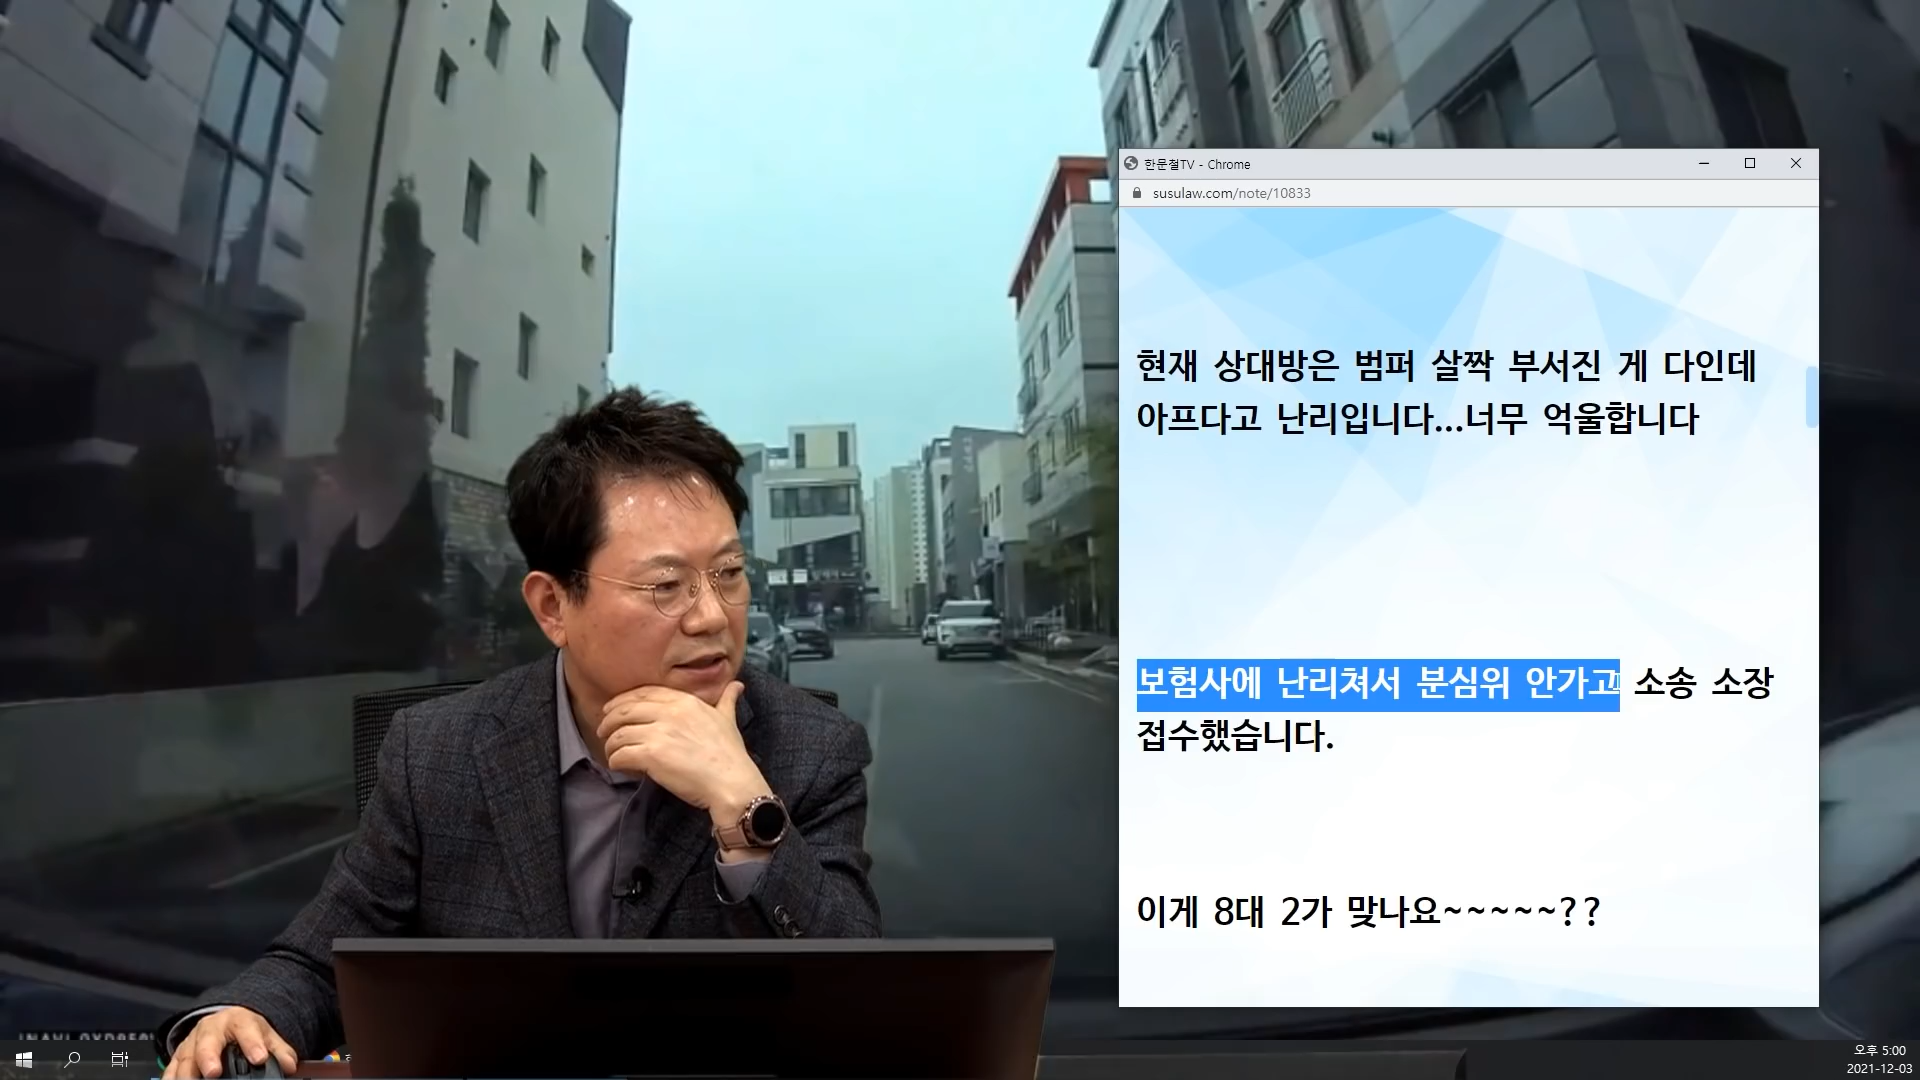 한문철TV - Chrome
susulaw.com/note/10833
현재 상대방은 범퍼 살짝 부서진 게 다인데
아프다고 난리입니다...너무 억울합니다
보험사에 난리쳐서 분심위 안가고 소송 소장
접수했습니다.
이게 8대 2가 맞나요~~~~~??
오후 5:00
2021-12-03